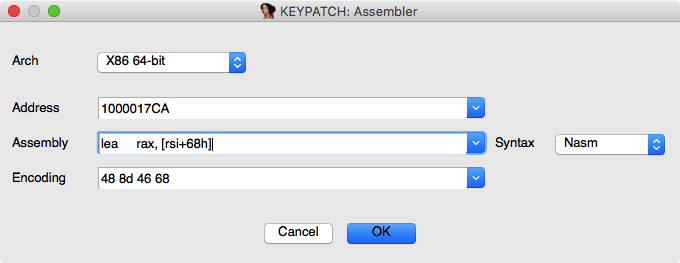 KEYPATCH: Assembler
Arch X86 64-bit
Address 1000017CA
Assembly lea     rax, [rsi+68h] Syntax Nasm
Encoding 48 8d 46 68
Cancel OK